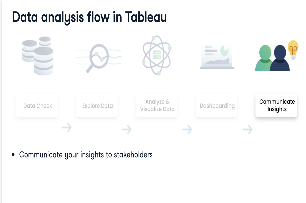 Data analysis flow in Tableau
Data Check
Explore Data
Analyze &
Visualize Data
Dashboarding
Communicate
Insights
• Communicate your insights to stakeholders